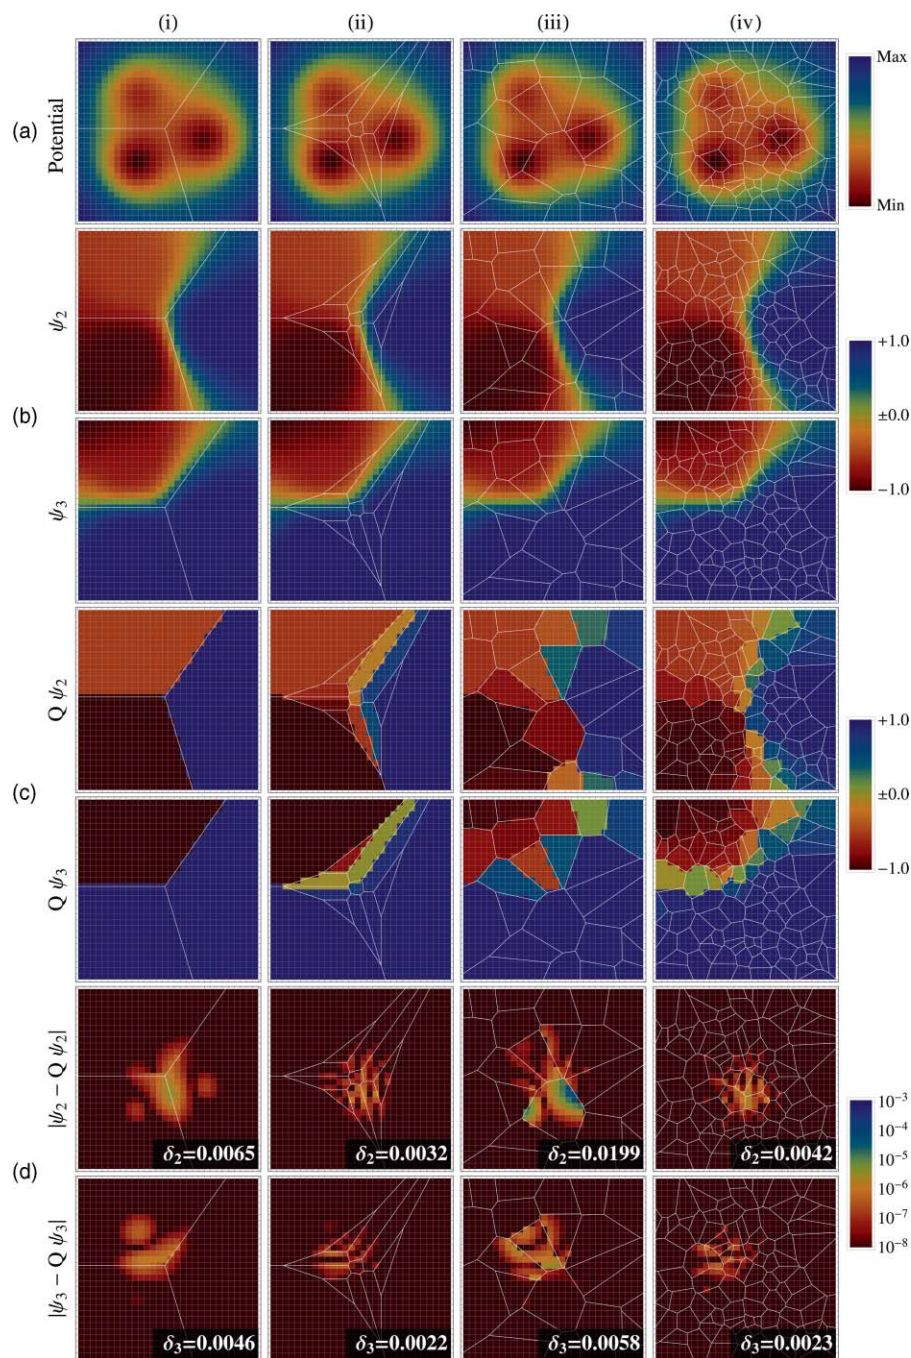 (i) (ii) (iii) (iv)
(a)
Potential
Max
Min
(b)
ψ2
ψ3
+1.0
±0.0
−1.0
(c)
Q ψ2
Q ψ3
+1.0
±0.0
−1.0
(d)
|ψ2 − Q ψ2|
δ2=0.0065 δ2=0.0032 δ2=0.0199 δ2=0.0042
|ψ3 − Q ψ3|
δ3=0.0046 δ3=0.0022 δ3=0.0058 δ3=0.0023
10−3
10−4
10−5
10−6
10−7
10−8